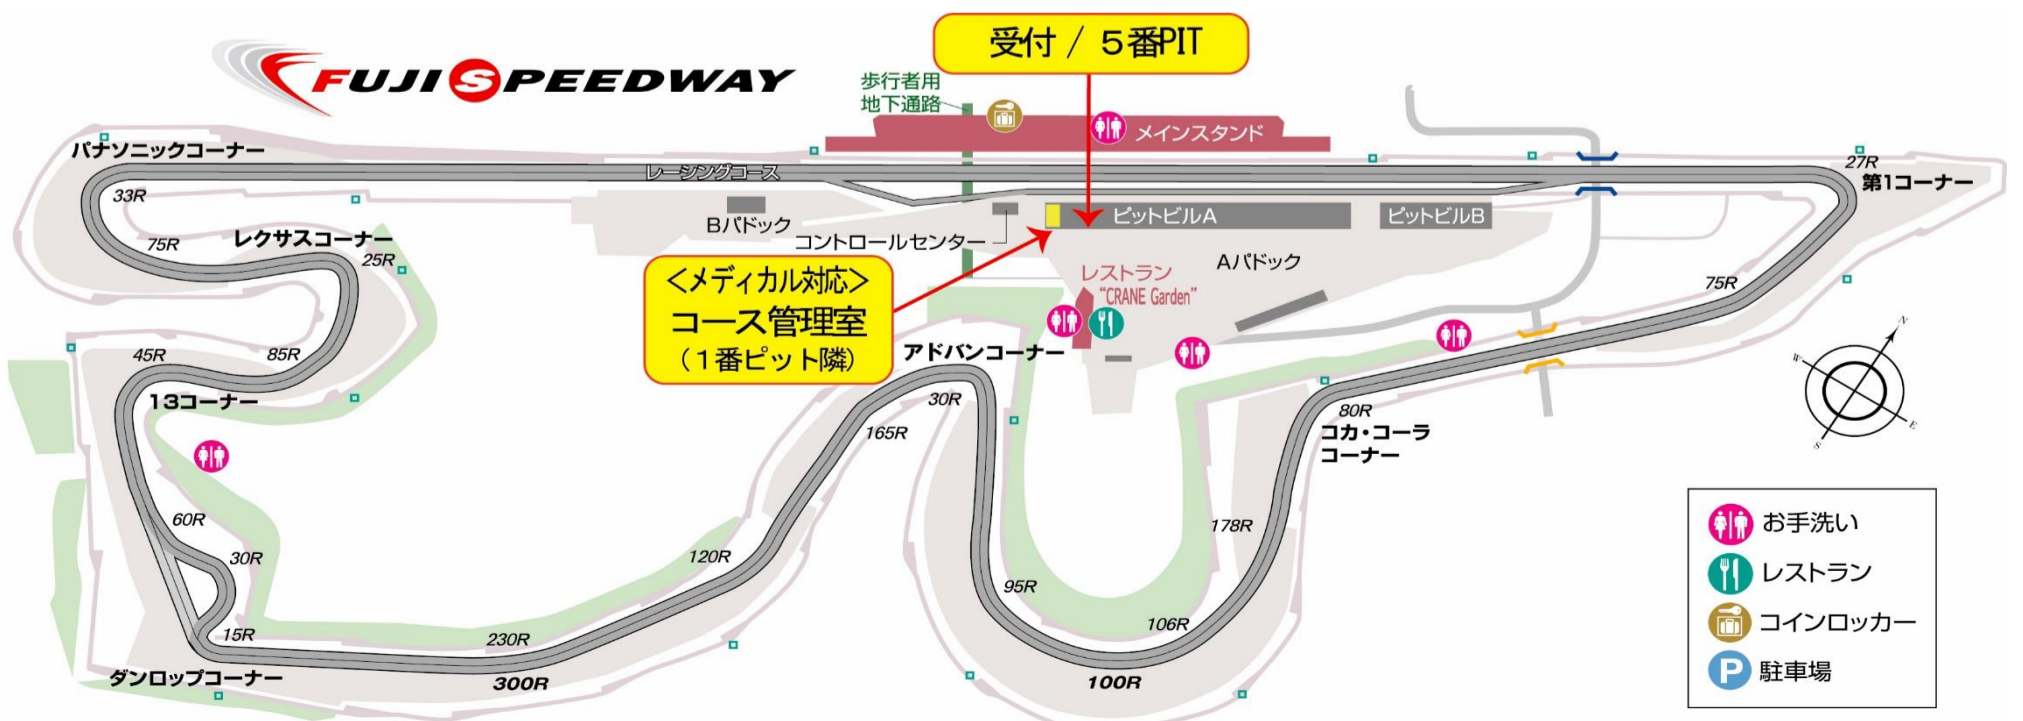 FUJI SPEEDWAY
受付 / 5番PIT
歩行者用
地下通路
メインスタンド
パナソニックコーナー
レーシングコース
27R
第1コーナー
33R
Bパドック
コントロールセンター
ピットビルA
ピットビルB
75R
レクサスコーナー
25R
<メディカル対応>
コース管理室
(1番ピット隣)
レストラン
"CRANE Garden"
Aパドック
75R
45R
85R
アドバンコーナー
13コーナー
30R
165R
80R
コカ・コーラ
コーナー
N
W
E
S
60R
30R
120R
178R
95R
15R
230R
106R
ダンロップコーナー
300R
100R
お手洗い
レストラン
コインロッカー
P 駐車場